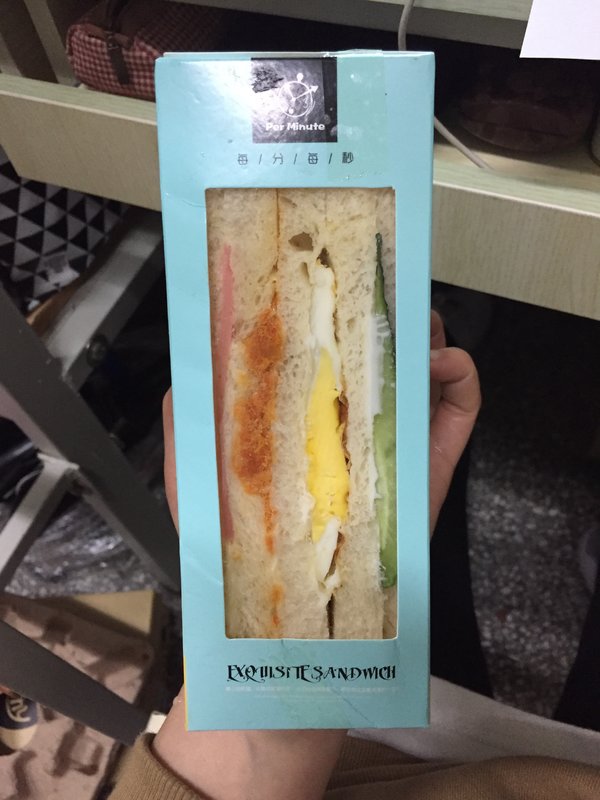 Per Minute
每/分/每/秒
EXQUISITE SANDWICH